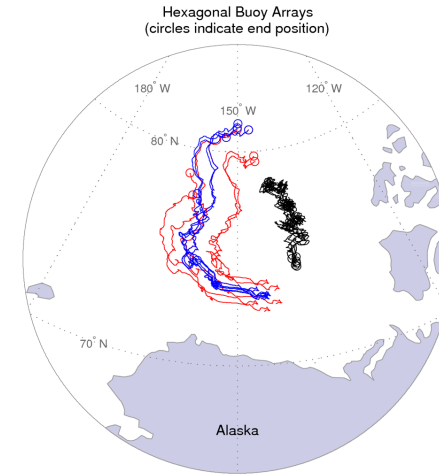 Hexagonal Buoy Arrays
(circles indicate end position)
180° W
120° W
150° W
80° N
70° N
Alaska